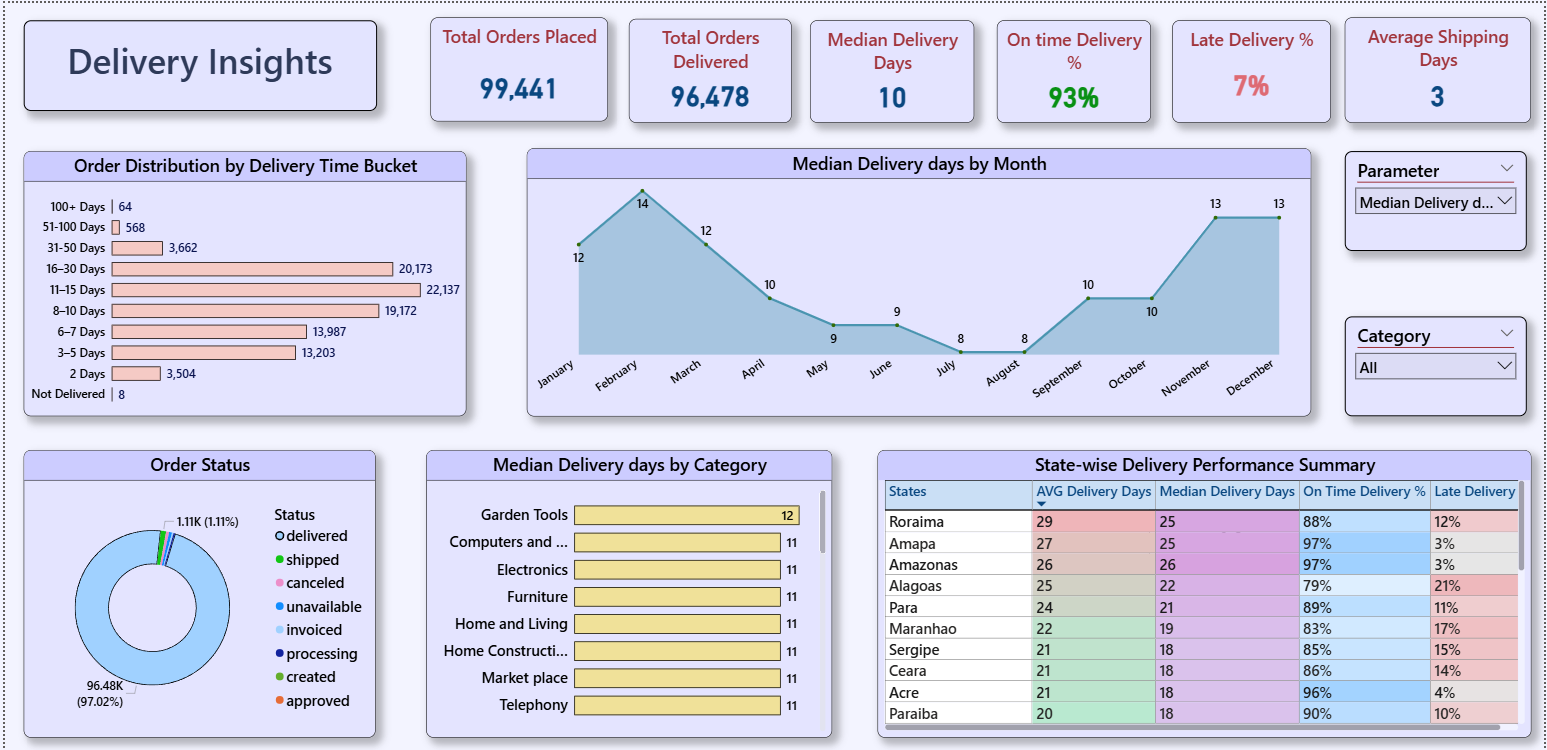 Delivery Insights
Total Orders Placed
99,441
Total Orders
Delivered
96,478
Median Delivery
Days
10
On time Delivery
%
93%
Late Delivery %
7%
Average Shipping
Days
3
Order Distribution by Delivery Time Bucket
100+ Days 64
51-100 Days 568
31-50 Days 3,662
16–30 Days 20,173
11–15 Days 22,137
8–10 Days 19,172
6–7 Days 13,987
3–5 Days 13,203
2 Days 3,504
Not Delivered 8
Median Delivery days by Month
12 14 12 10 9 9 8 8 10 10 13 13
January February March April May June July August September October November December
Parameter
Median Delivery d...
Category
All
Order Status
1.11K (1.11%)
96.48K
(97.02%)
Status
delivered
shipped
canceled
unavailable
invoiced
processing
created
approved
Median Delivery days by Category
Garden Tools 12
Computers and ... 11
Electronics 11
Furniture 11
Home and Living 11
Home Constructi... 11
Market place 11
Telephony 11
State-wise Delivery Performance Summary
States AVG Delivery Days Median Delivery Days On Time Delivery % Late Delivery
Roraima 29 25 88% 12%
Amapa 27 25 97% 3%
Amazonas 26 26 97% 3%
Alagoas 25 22 79% 21%
Para 24 21 89% 11%
Maranhao 22 19 83% 17%
Sergipe 21 18 85% 15%
Ceara 21 18 86% 14%
Acre 21 18 96% 4%
Paraiba 20 18 90% 10%